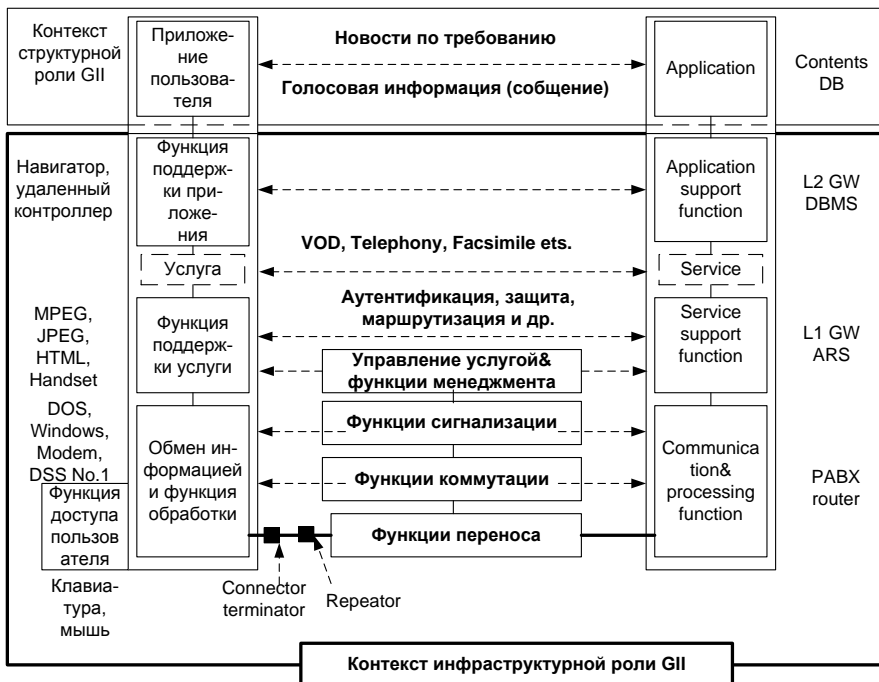 Контекст
структурной
роли GII
Приложе-
ние
пользова-
теля
Новости по требованию
Голосовая информация (собщение)
Application
Contents
DB
Навигатор,
удаленный
контроллер
Функция
поддерж-
ки прило-
жения
Application
support
function
L2 GW
DBMS
VOD, Telephony, Facsimile ets.
Услуга
Service
MPEG,
JPEG,
HTML,
Handset
Функция
поддерж-
ки услуги
Аутентификация, защита,
маршрутизация и др.
Service
support
function
L1 GW
ARS
Управление услугой&
функции менеджмента
DOS,
Windows,
Modem,
DSS No.1
Обмен ин-
формацией
и функция
обработки
Функции сигнализации
Функции коммутации
Функции переноса
Communica
tion&
processing
function
PABX
router
Функция
доступа
пользов
ателя
Клавиа-
тура,
мышь
Connector
terminator
Repeator
Контекст инфраструктурной роли GII